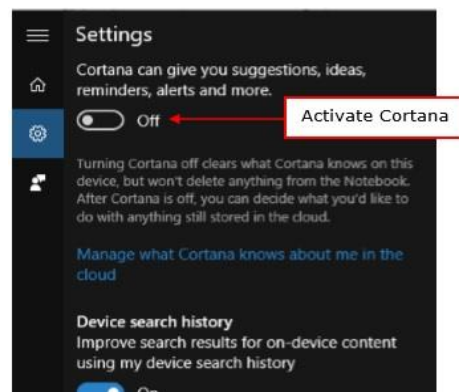 Settings
Cortana can give you suggestions, ideas,
reminders, alerts and more.
Off
Activate Cortana
Turning Cortana off clears what Cortana knows on this
device, but won't delete anything from the Notebook.
After Cortana is off, you can decide what you'd like to
do with anything still stored in the cloud.
Manage what Cortana knows about me in the
cloud
Device search history
Improve search results for on-device content
using my device search history
On